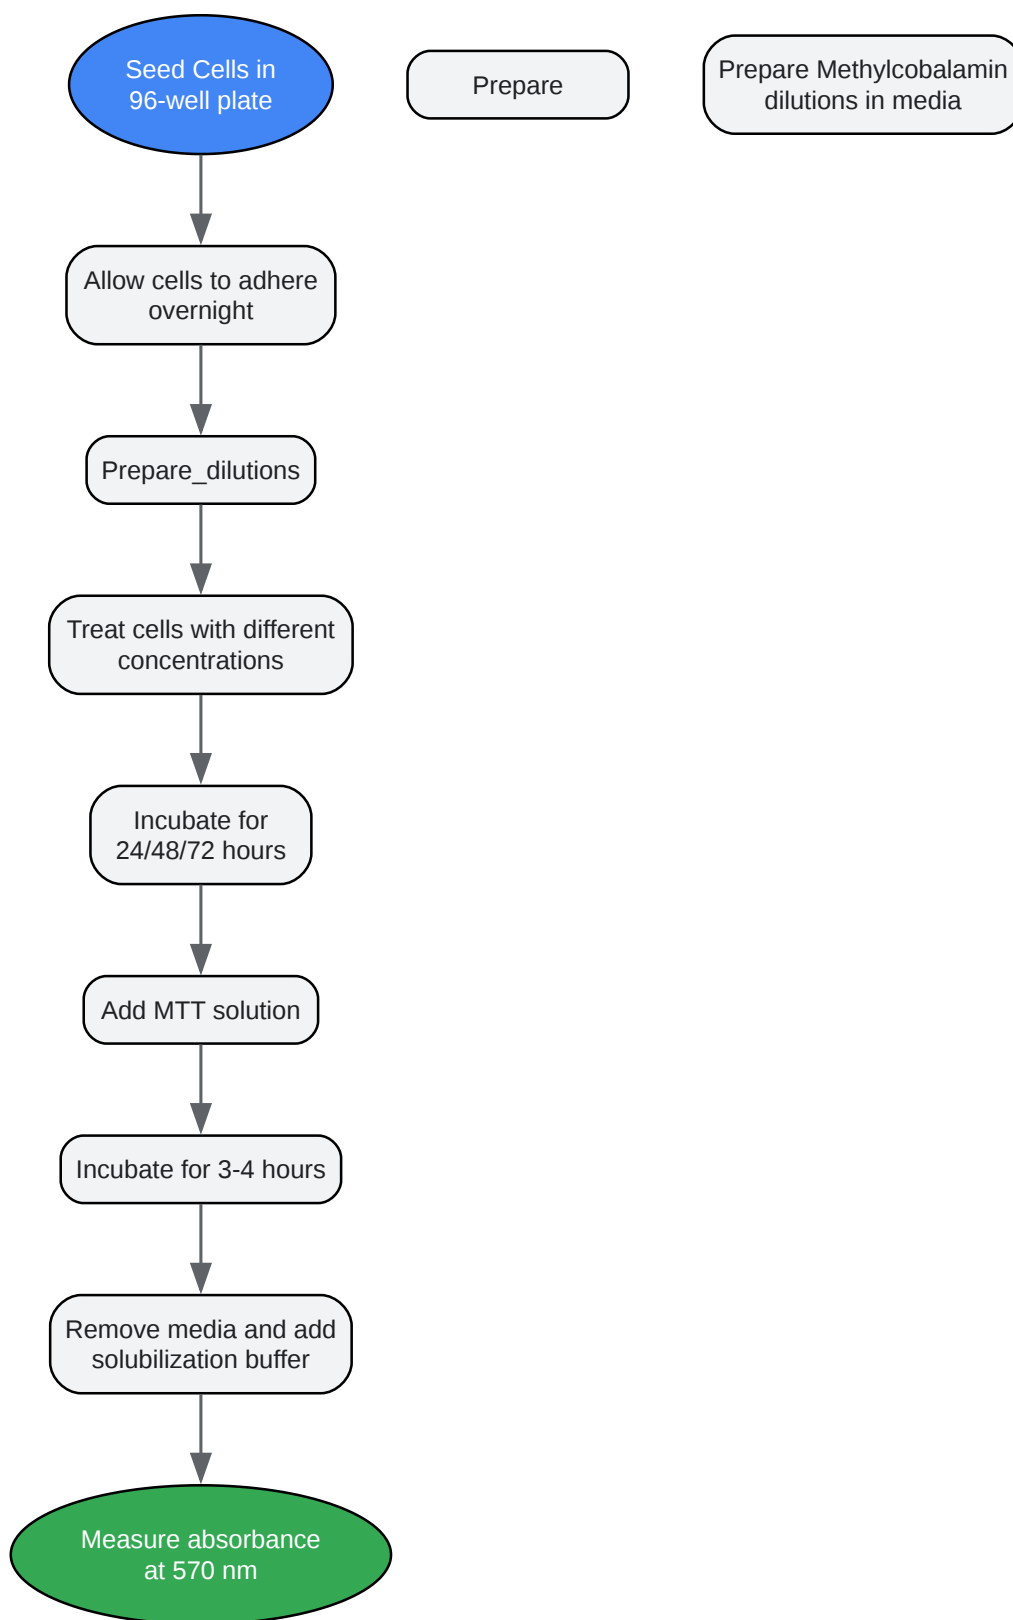 Seed Cells in
96-well plate
Prepare
Prepare Methylcobalamin
dilutions in media
Allow cells to adhere
overnight
Prepare_dilutions
Treat cells with different
concentrations
Incubate for
24/48/72 hours
Add MTT solution
Incubate for 3-4 hours
Remove media and add
solubilization buffer
Measure absorbance
at 570 nm